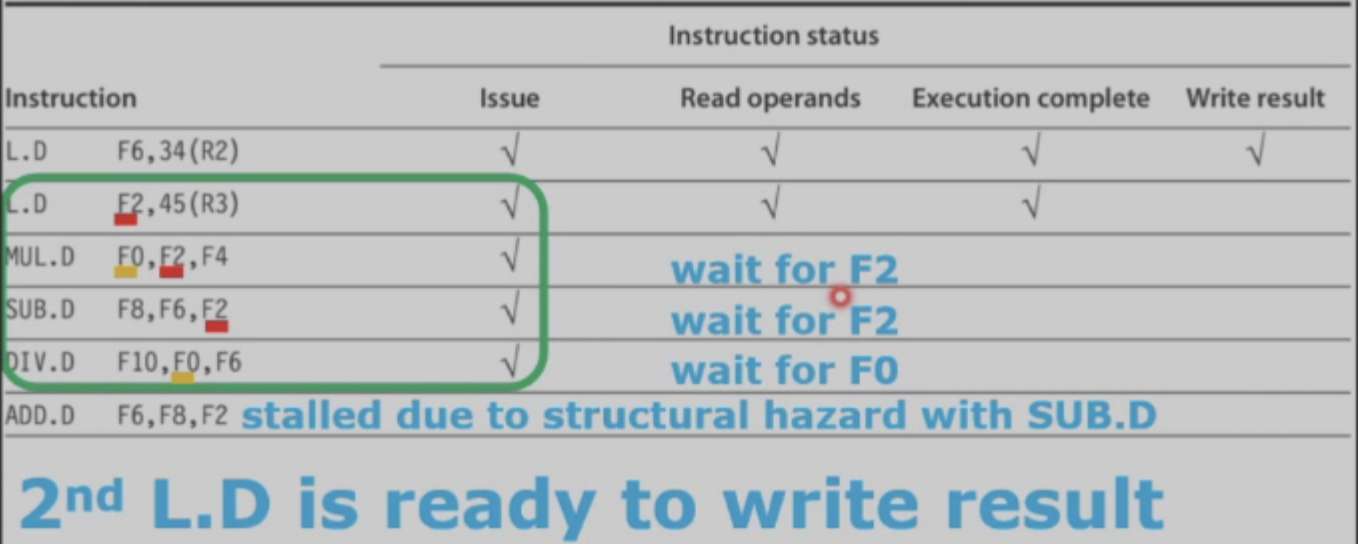 Instruction status
Instruction Issue Read operands Execution complete Write result
L.D F6,34(R2) √ √ √ √
L.D F2,45(R3) √ √ √
MUL.D F0,F2,F4 √ wait for F2
SUB.D F8,F6,F2 √ wait for F2
DIV.D F10,F0,F6 √ wait for F0
ADD.D F6,F8,F2 stalled due to structural hazard with SUB.D
2nd L.D is ready to write result